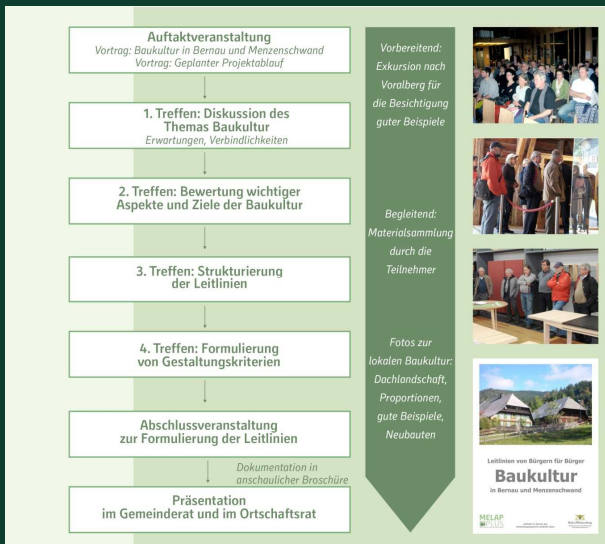 Auftaktveranstaltung
Vortrag: Baukultur in Bernau und Menzenschwand
Vortrag: Geplanter Projektablauf
1. Treffen: Diskussion des
Themas Baukultur
Erwartungen, Verbindlichkeiten
2. Treffen: Bewertung wichtiger
Aspekte und Ziele der Baukultur
3. Treffen: Strukturierung
der Leitlinien
4. Treffen: Formulierung
von Gestaltungskriterien
Abschlussveranstaltung
zur Formulierung der Leitlinien
Dokumentation in
anschaulicher Broschüre
Präsentation
im Gemeinderat und im Ortschaftsrat
Vorbereitend:
Exkursion nach
Voralberg für
die Besichtigung
guter Beispiele
Begleitend:
Materialsammlung
durch die
Teilnehmer
Fotos zur
lokalen Baukultur:
Dachlandschaft,
Proportionen,
gute Beispiele,
Neubauten
Leitlinien von Bürgern für Bürger
Baukultur
in Bernau und Menzenschwand
MELAP
PLUS